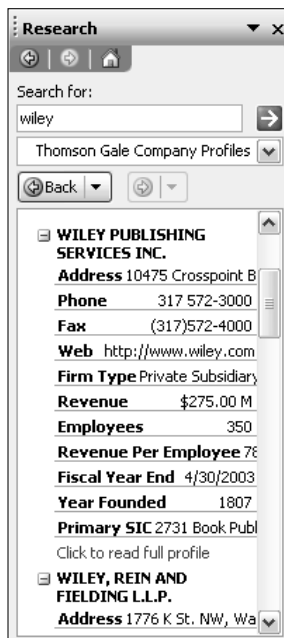 Research
Search for:
wiley
Thomson Gale Company Profiles
Back
WILEY PUBLISHING
SERVICES INC.
Address 10475 Crosspoint B
Phone 317 572-3000
Fax (317)572-4000
Web http://www.wiley.com
Firm Type Private Subsidiary
Revenue $275.00 M
Employees 350
Revenue Per Employee 78
Fiscal Year End 4/30/2003
Year Founded 1807
Primary SIC 2731 Book Publ
Click to read full profile
WILEY, REIN AND
FIELDING L.L.P.
Address 1776 K St. NW, Wa